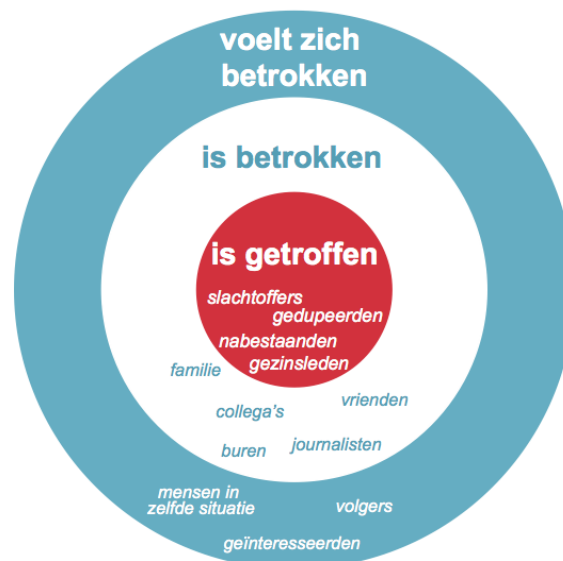 voelt zich
betrokken
is betrokken
is getroffen
slachtoffers
gedupeerden
nabestaanden
gezinsleden
familie
vrienden
collega's
journalisten
buren
mensen in
zelfde situatie
volgers
geïnteresseerden